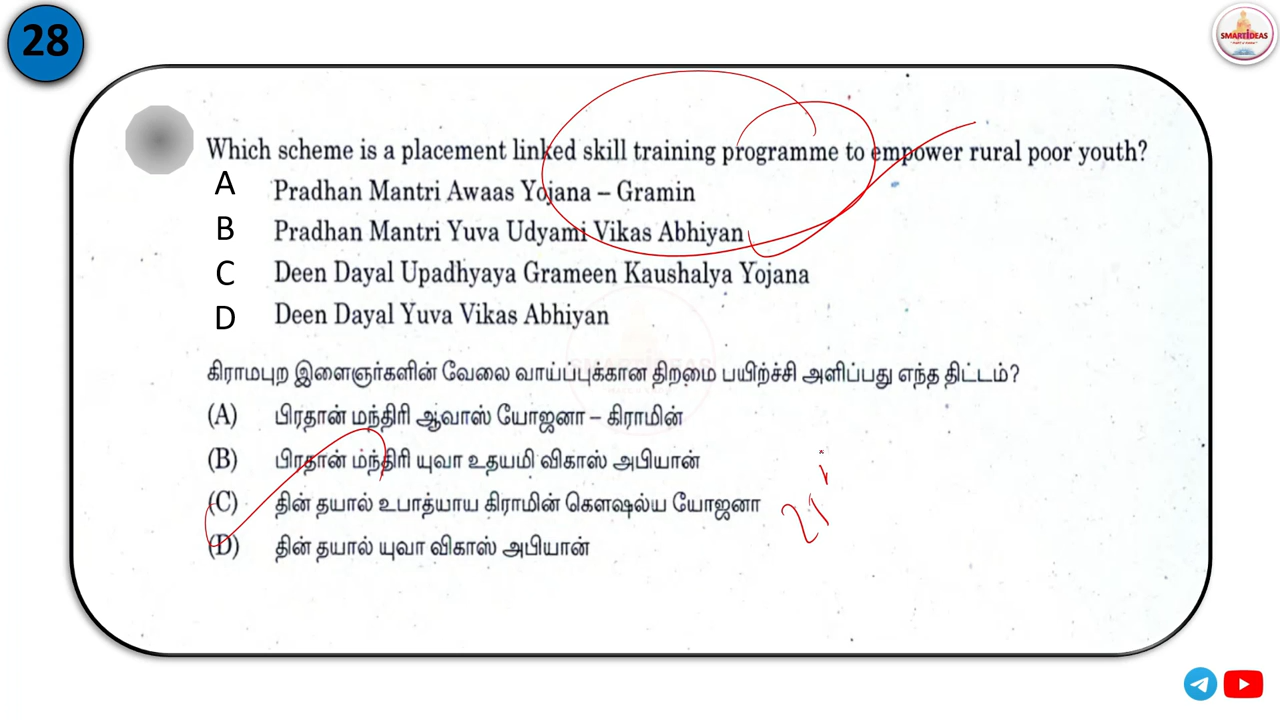 28
SMARTIDEAS
Which scheme is a placement linked skill training programme to empower rural poor youth?
A Pradhan Mantri Awaas Yojana – Gramin
B Pradhan Mantri Yuva Udyami Vikas Abhiyan
C Deen Dayal Upadhyaya Grameen Kaushalya Yojana
D Deen Dayal Yuva Vikas Abhiyan
SMARTIDEAS
கிராமபுற இளைஞர்களின் வேலை வாய்ப்புக்கான திறமை பயிற்ச்சி அளிப்பது எந்த திட்டம்?
(A) பிரதான் மந்திரி ஆவாஸ் யோஜனா – கிராமின்
(B) பிரதான் மந்திரி யுவா உதயமி விகாஸ் அபியான்
(C) தின் தயால் உபாத்யாய கிராமின் கௌஷல்ய யோஜனா
(D) தின் தயால் யுவா விகாஸ் அபியான்